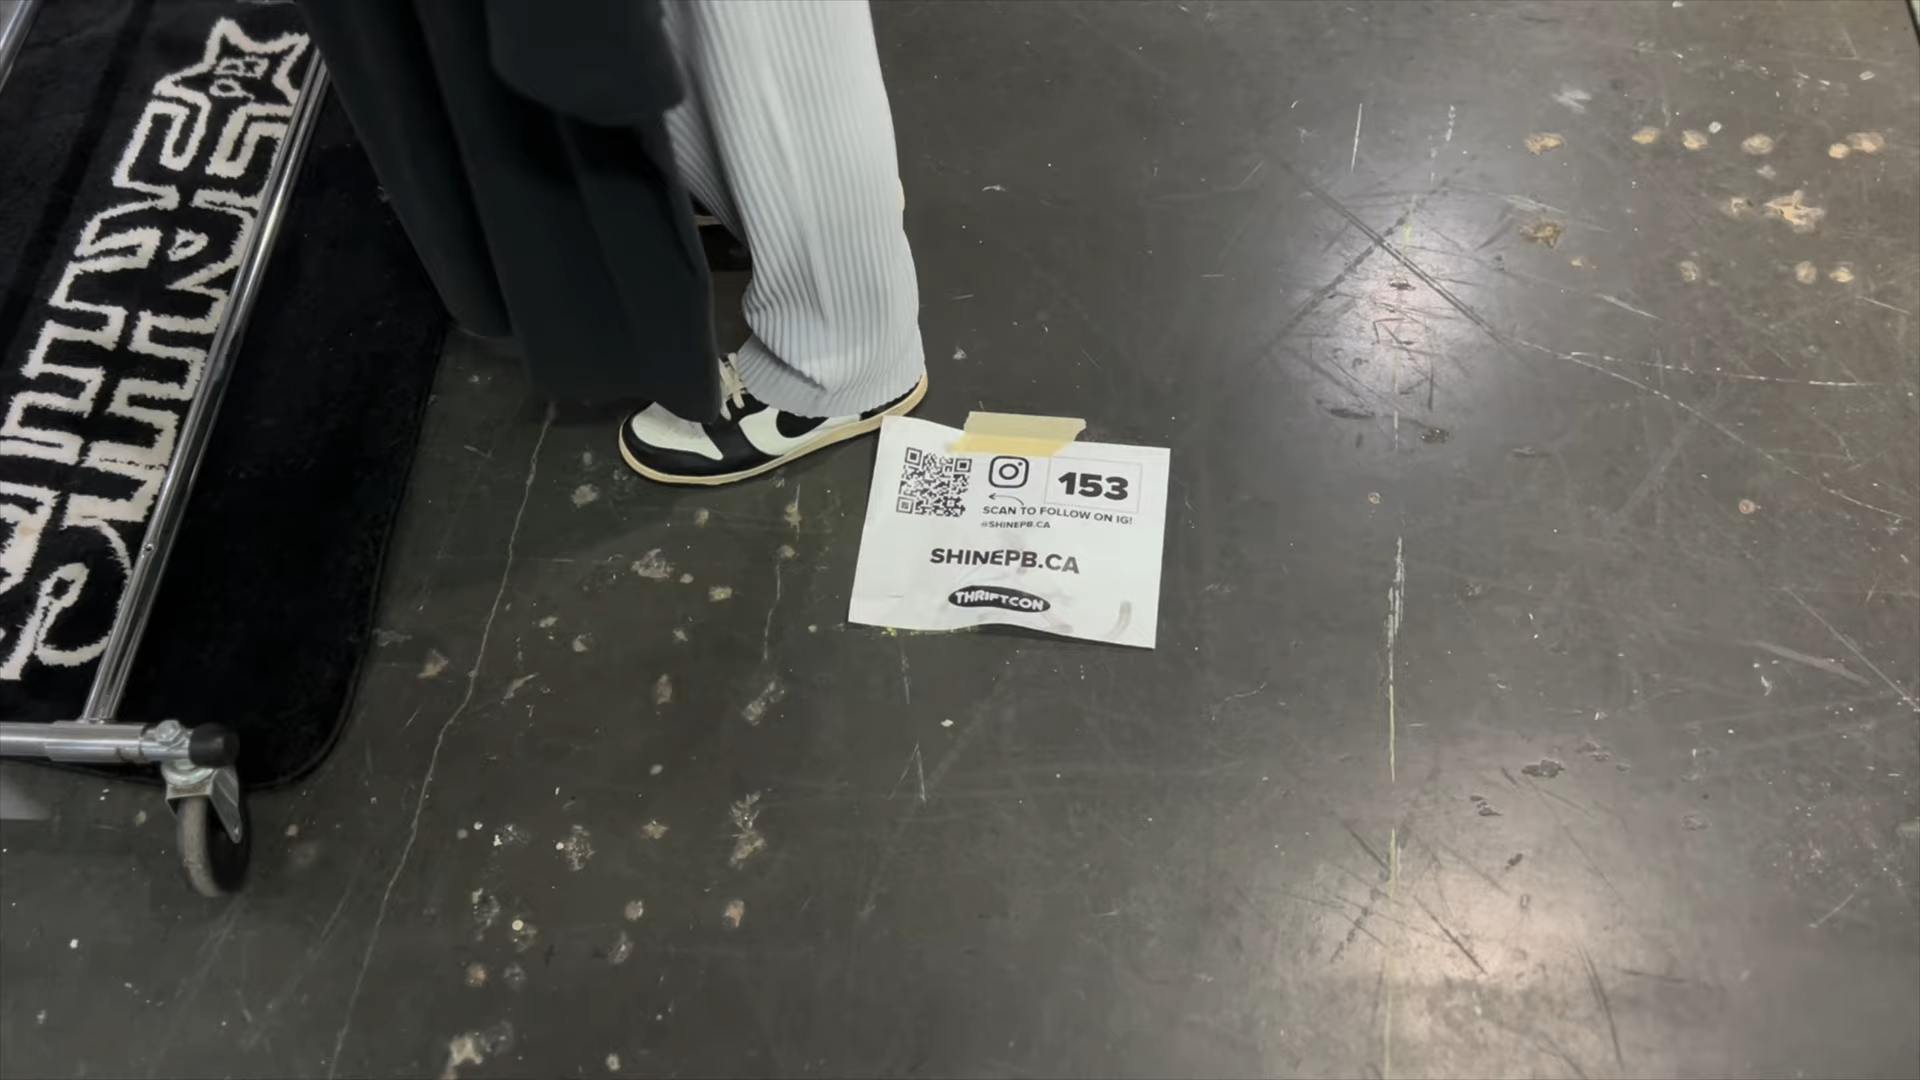 153
SCAN TO FOLLOW ON IG!
@SHINEPB.CA
SHINEPB.CA
THRIFTCON